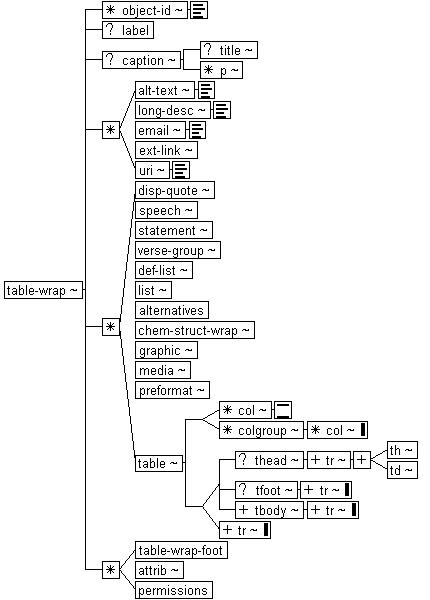 * object-id ~
? label
? caption ~
? title ~
* p ~
*
alt-text ~
long-desc ~
email ~
ext-link ~
uri ~
disp-quote ~
speech ~
statement ~
verse-group ~
def-list ~
list ~
table-wrap ~
alternatives
*
chem-struct-wrap ~
graphic ~
media ~
preformat ~
* col ~
* colgroup ~ * col ~
table ~
? thead ~ + tr ~ +
th ~
td ~
? tfoot ~ + tr ~
+ tbody ~ + tr ~
+ tr ~
table-wrap-foot
*
attrib ~
permissions